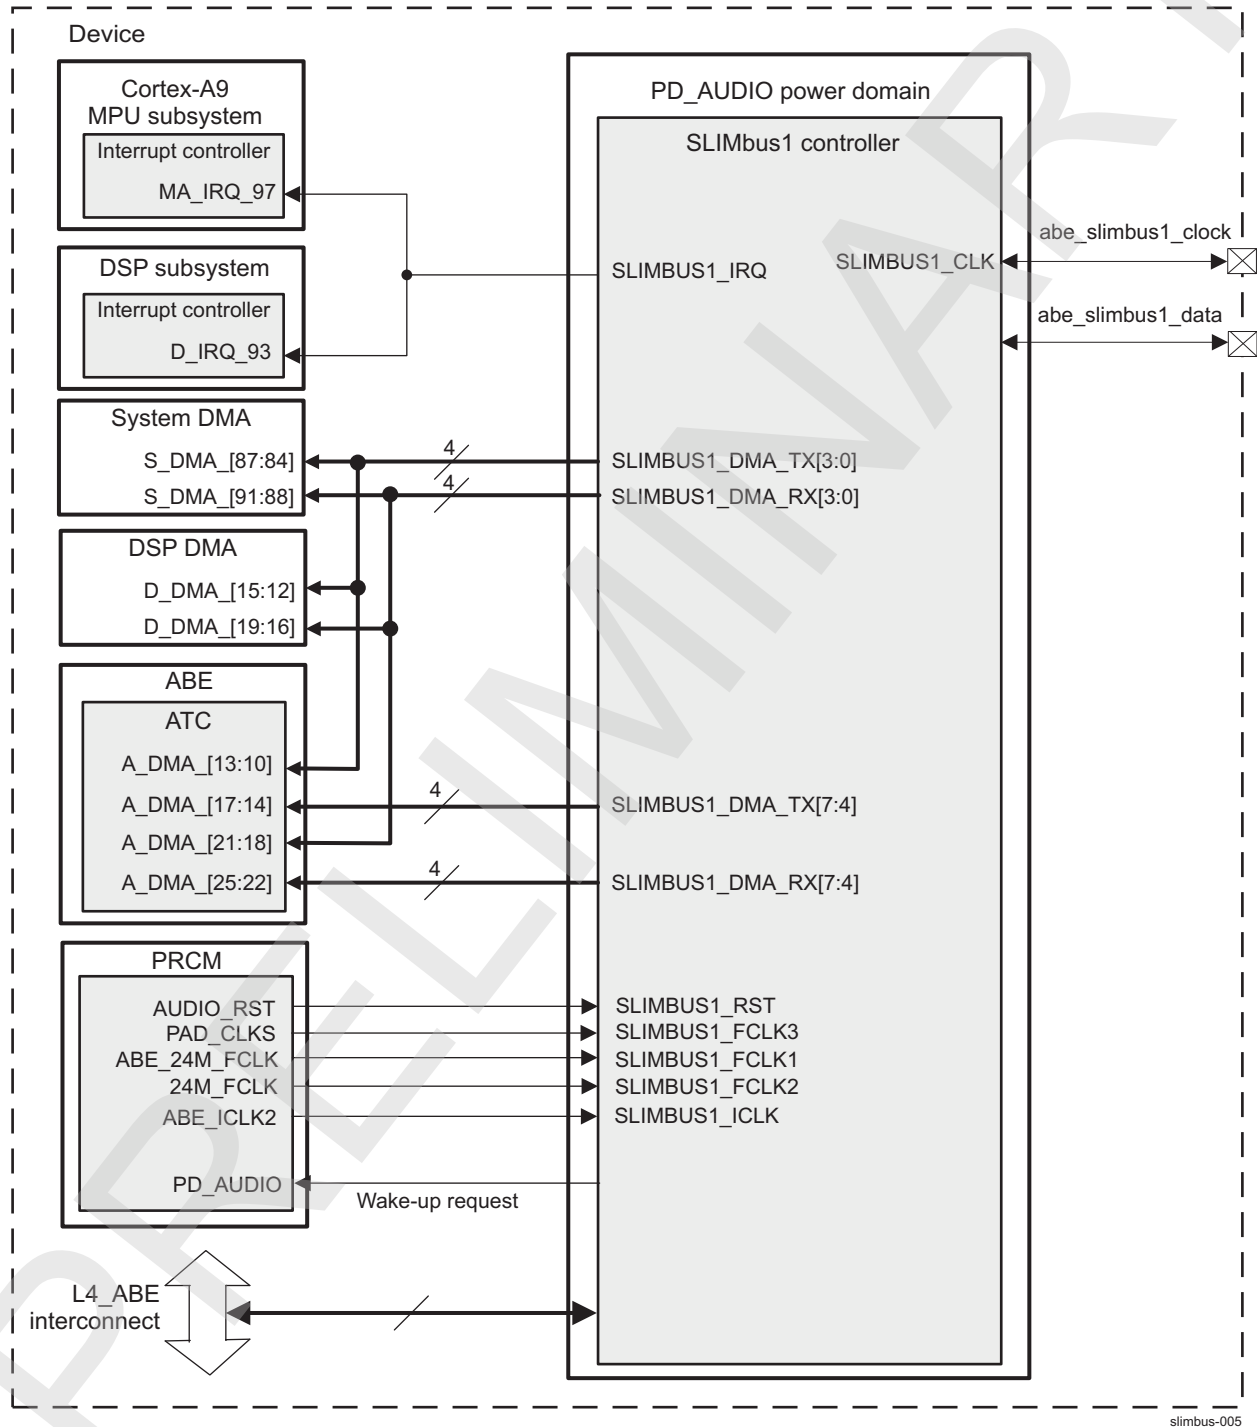 Device
Cortex-A9
MPU subsystem
Interrupt controller
MA_IRQ_97
DSP subsystem
Interrupt controller
D_IRQ_93
System DMA
S_DMA_[87:84]
S_DMA_[91:88]
DSP DMA
D_DMA_[15:12]
D_DMA_[19:16]
ABE
ATC
A_DMA_[13:10]
A_DMA_[17:14]
A_DMA_[21:18]
A_DMA_[25:22]
PRCM
AUDIO_RST
PAD_CLKS
ABE_24M_FCLK
24M_FCLK
ABE_ICLK2
PD_AUDIO
Wake-up request
L4_ABE
interconnect
4
4
4
4
PD_AUDIO power domain
SLIMbus1 controller
SLIMBUS1_IRQ
SLIMBUS1_CLK
SLIMBUS1_DMA_TX[3:0]
SLIMBUS1_DMA_RX[3:0]
SLIMBUS1_DMA_TX[7:4]
SLIMBUS1_DMA_RX[7:4]
SLIMBUS1_RST
SLIMBUS1_FCLK3
SLIMBUS1_FCLK1
SLIMBUS1_FCLK2
SLIMBUS1_ICLK
abe_slimbus1_clock
abe_slimbus1_data
slimbus-005
PRELIMINARY